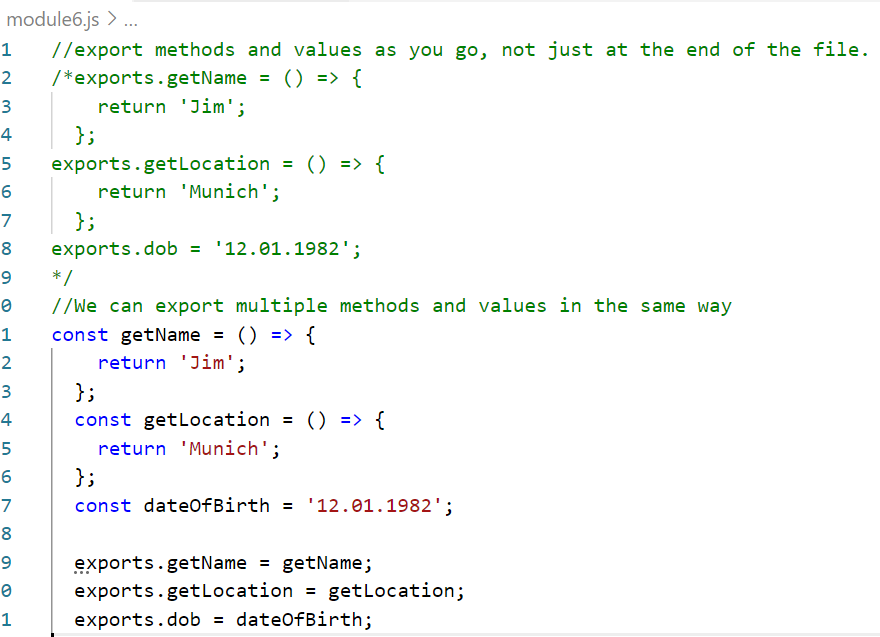 module6.js > ...
1 //export methods and values as you go, not just at the end of the file.
2 /*exports.getName = () => {
3 return 'Jim';
4 };
5 exports.getLocation = () => {
6 return 'Munich';
7 };
8 exports.dob = '12.01.1982';
9 */
0 //We can export multiple methods and values in the same way
1 const getName = () => {
2 return 'Jim';
3 };
4 const getLocation = () => {
5 return 'Munich';
6 };
7 const dateOfBirth = '12.01.1982';
8
9 exports.getName = getName;
0 exports.getLocation = getLocation;
1 exports.dob = dateOfBirth;